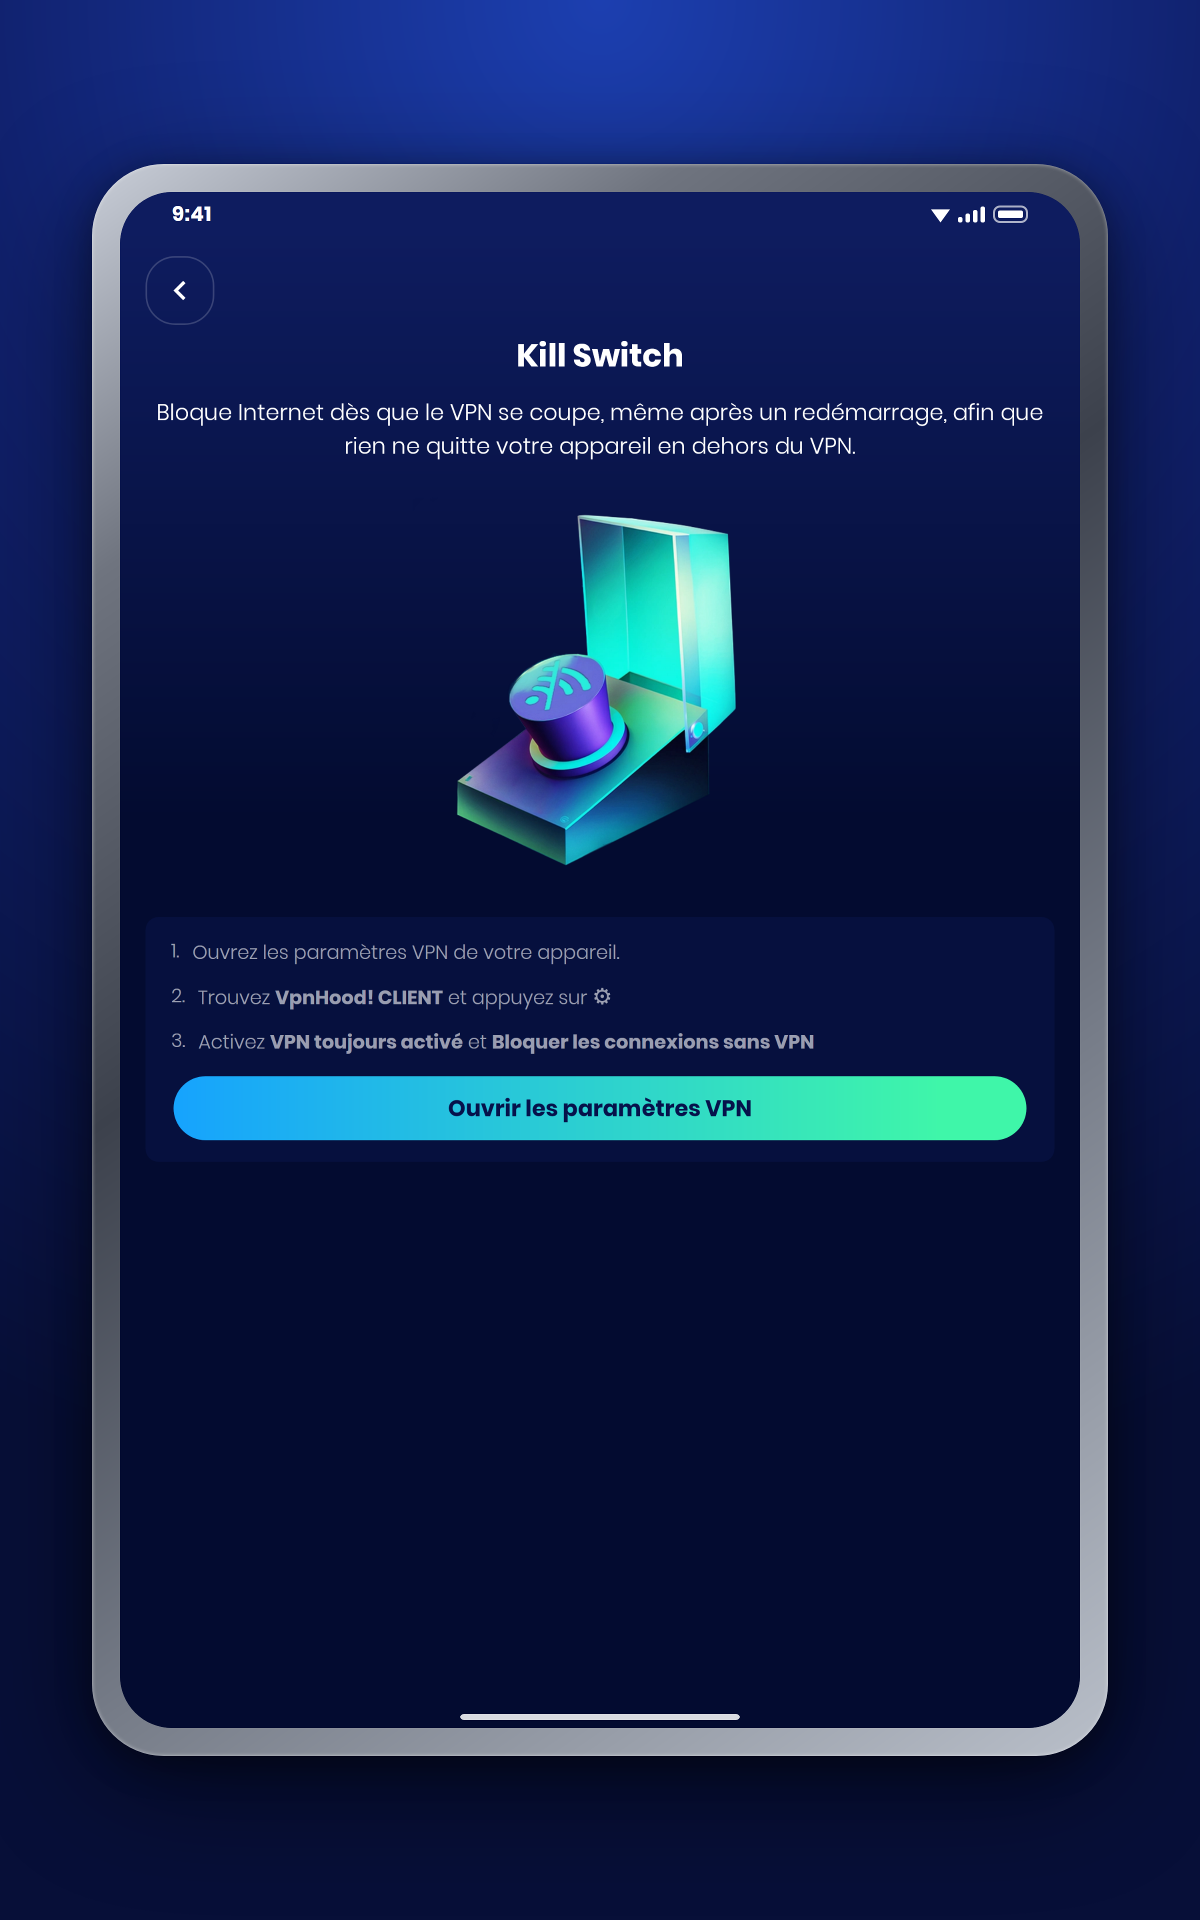 9:41
Kill Switch
Bloque Internet dès que le VPN se coupe, même après un redémarrage, afin que
rien ne quitte votre appareil en dehors du VPN.
1. Ouvrez les paramètres VPN de votre appareil.
2. Trouvez VpnHood! CLIENT et appuyez sur ⚙
3. Activez VPN toujours activé et Bloquer les connexions sans VPN
Ouvrir les paramètres VPN